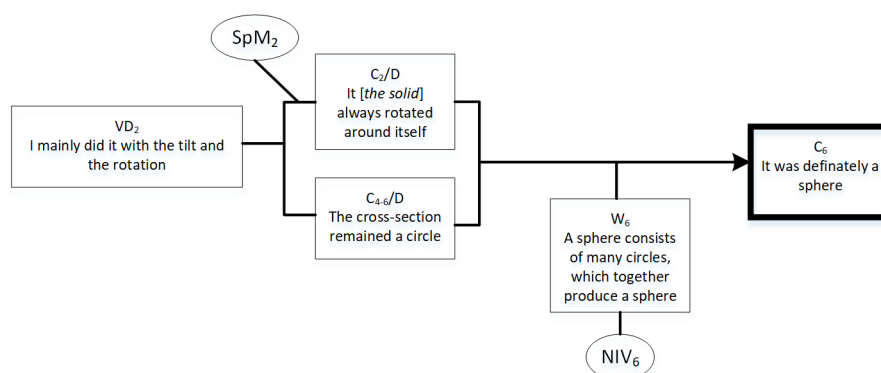 SpM₂
C₂/D
It [the solid]
always rotated
around itself
VD₂
I mainly did it with the tilt and
the rotation
C₄₋₆/D
The cross-section
remained a circle
C₆
It was definately a
sphere
W₆
A sphere consists
of many circles,
which together
produce a sphere
NIV₆